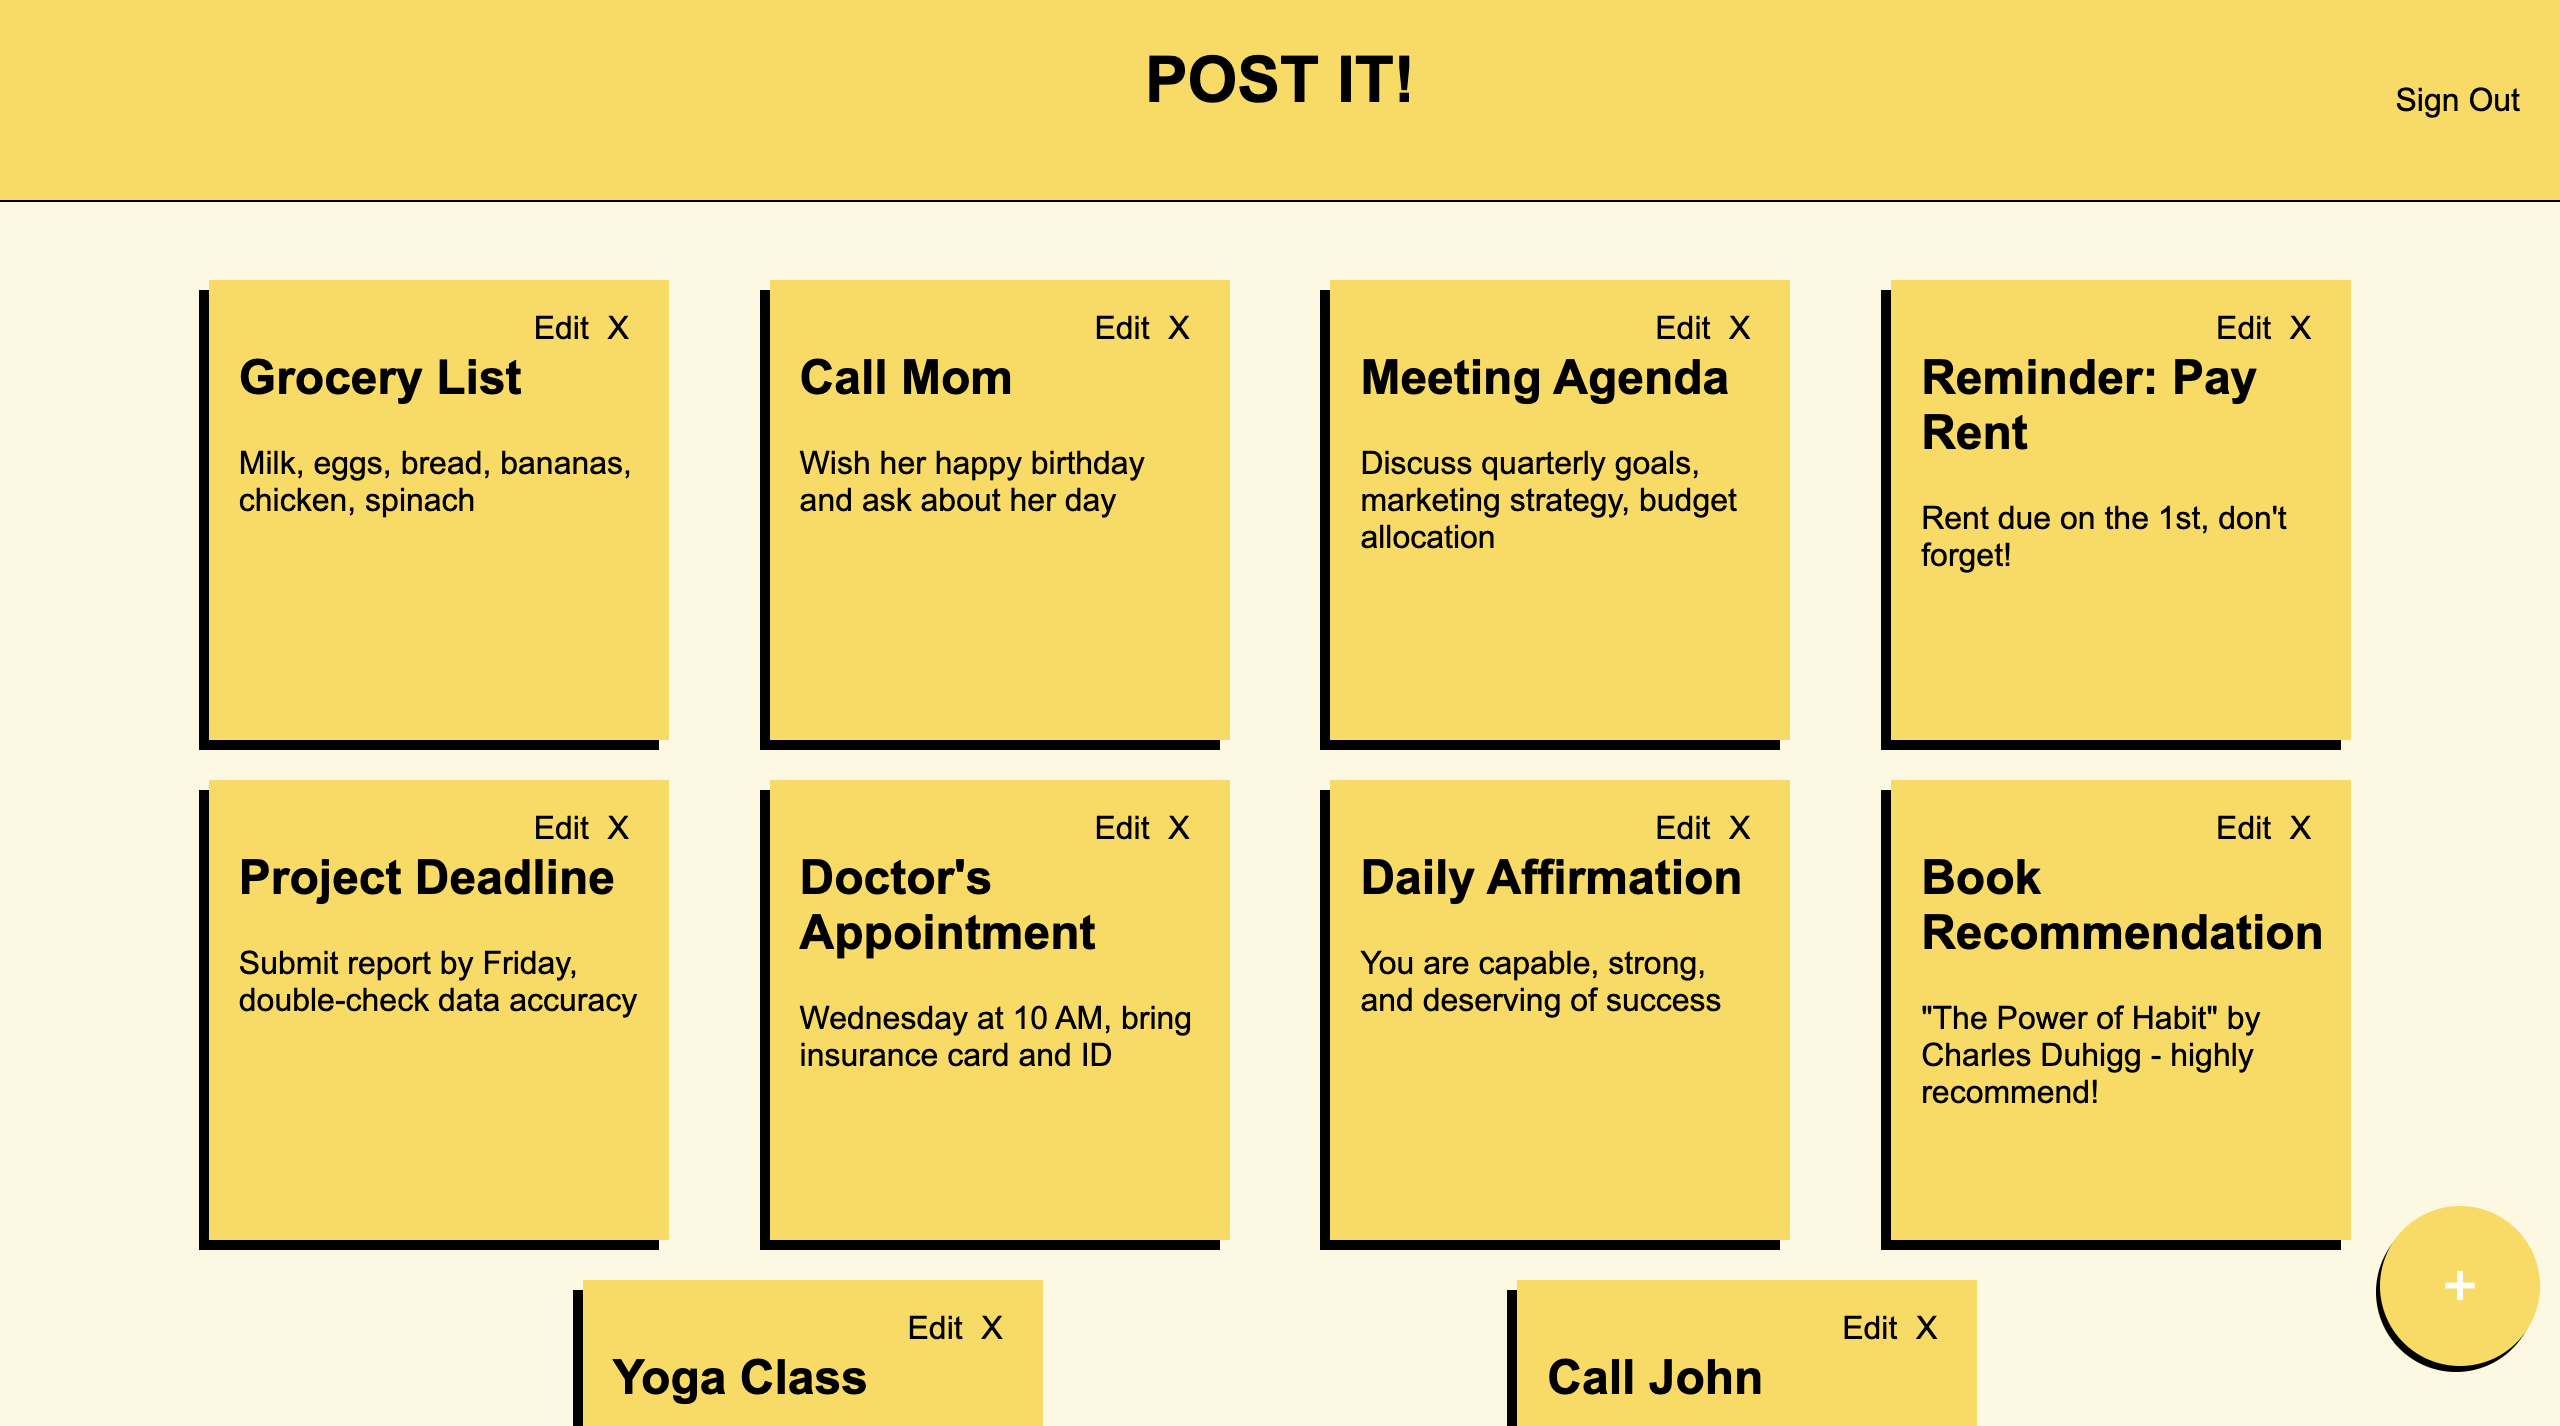 POST IT!
Sign Out
Edit X
Grocery List
Milk, eggs, bread, bananas,
chicken, spinach
Edit X
Call Mom
Wish her happy birthday
and ask about her day
Edit X
Meeting Agenda
Discuss quarterly goals,
marketing strategy, budget
allocation
Edit X
Reminder: Pay
Rent
Rent due on the 1st, don't
forget!
Edit X
Project Deadline
Submit report by Friday,
double-check data accuracy
Edit X
Doctor's
Appointment
Wednesday at 10 AM, bring
insurance card and ID
Edit X
Daily Affirmation
You are capable, strong,
and deserving of success
Edit X
Book
Recommendation
"The Power of Habit" by
Charles Duhigg - highly
recommend!
+
Edit X
Yoga Class
Edit X
Call John